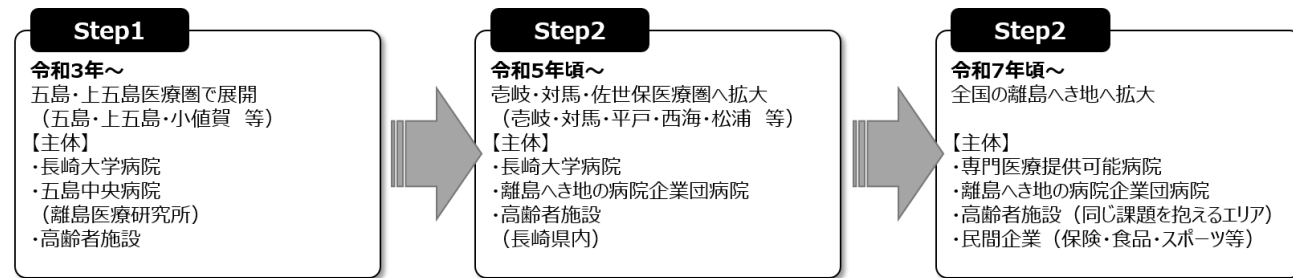 Step1
令和3年～
五島・上五島医療圏で展開
（五島・上五島・小値賀　等）
【主体】
・長崎大学病院
・五島中央病院
（離島医療研究所）
・高齢者施設
Step2
令和5年頃～
壱岐・対馬・佐世保医療圏へ拡大
（壱岐・対馬・平戸・西海・松浦　等）
【主体】
・長崎大学病院
・離島へき地の病院企業団病院
・高齢者施設
（長崎県内）
Step2
令和7年頃～
全国の離島へき地へ拡大
【主体】
・専門医療提供可能病院
・離島へき地の病院企業団病院
・高齢者施設（同じ課題を抱えるエリア）
・民間企業（保険・食品・スポーツ等）